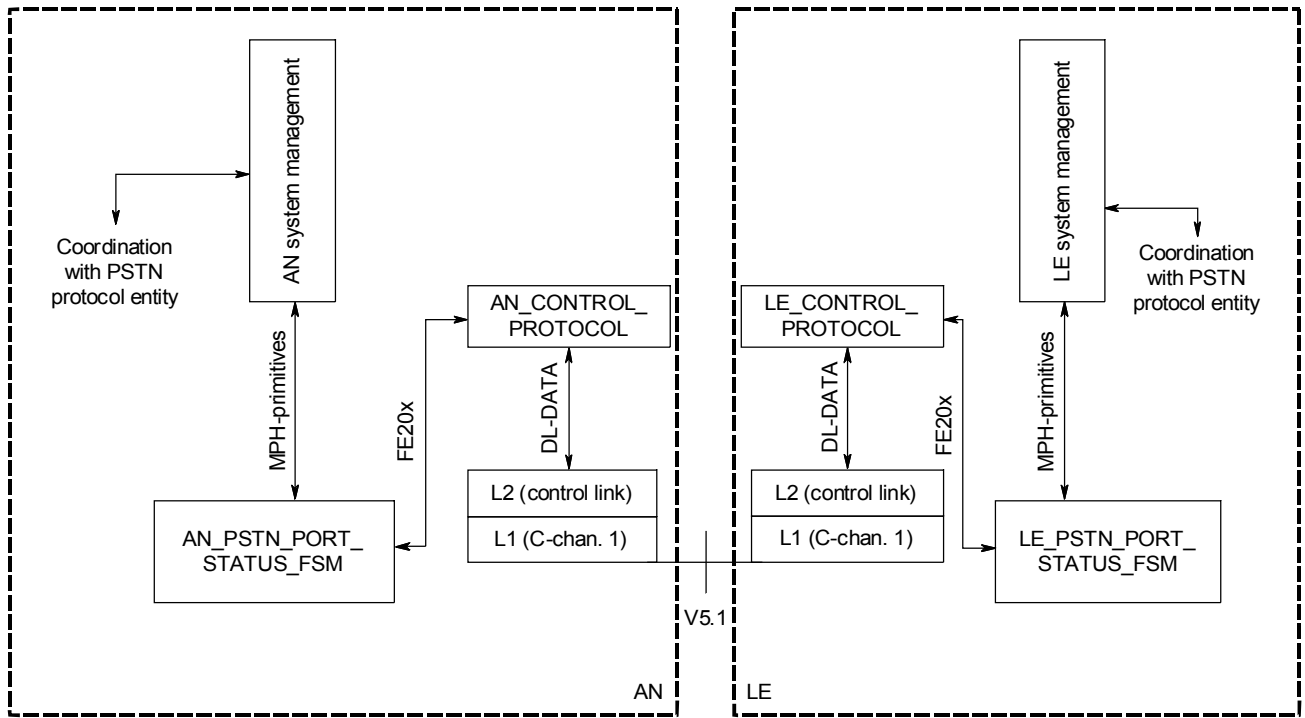 AN system management
Coordination
with PSTN
protocol entity
MPH-primitives
FE20x
AN_CONTROL_
PROTOCOL
DL-DATA
L2 (control link)
L1 (C-chan. 1)
AN_PSTN_PORT_
STATUS_FSM
AN
V5.1
LE system management
Coordination
with PSTN
protocol entity
LE_CONTROL_
PROTOCOL
DL-DATA
FE20x
MPH-primitives
L2 (control link)
L1 (C-chan. 1)
LE_PSTN_PORT_
STATUS_FSM
LE